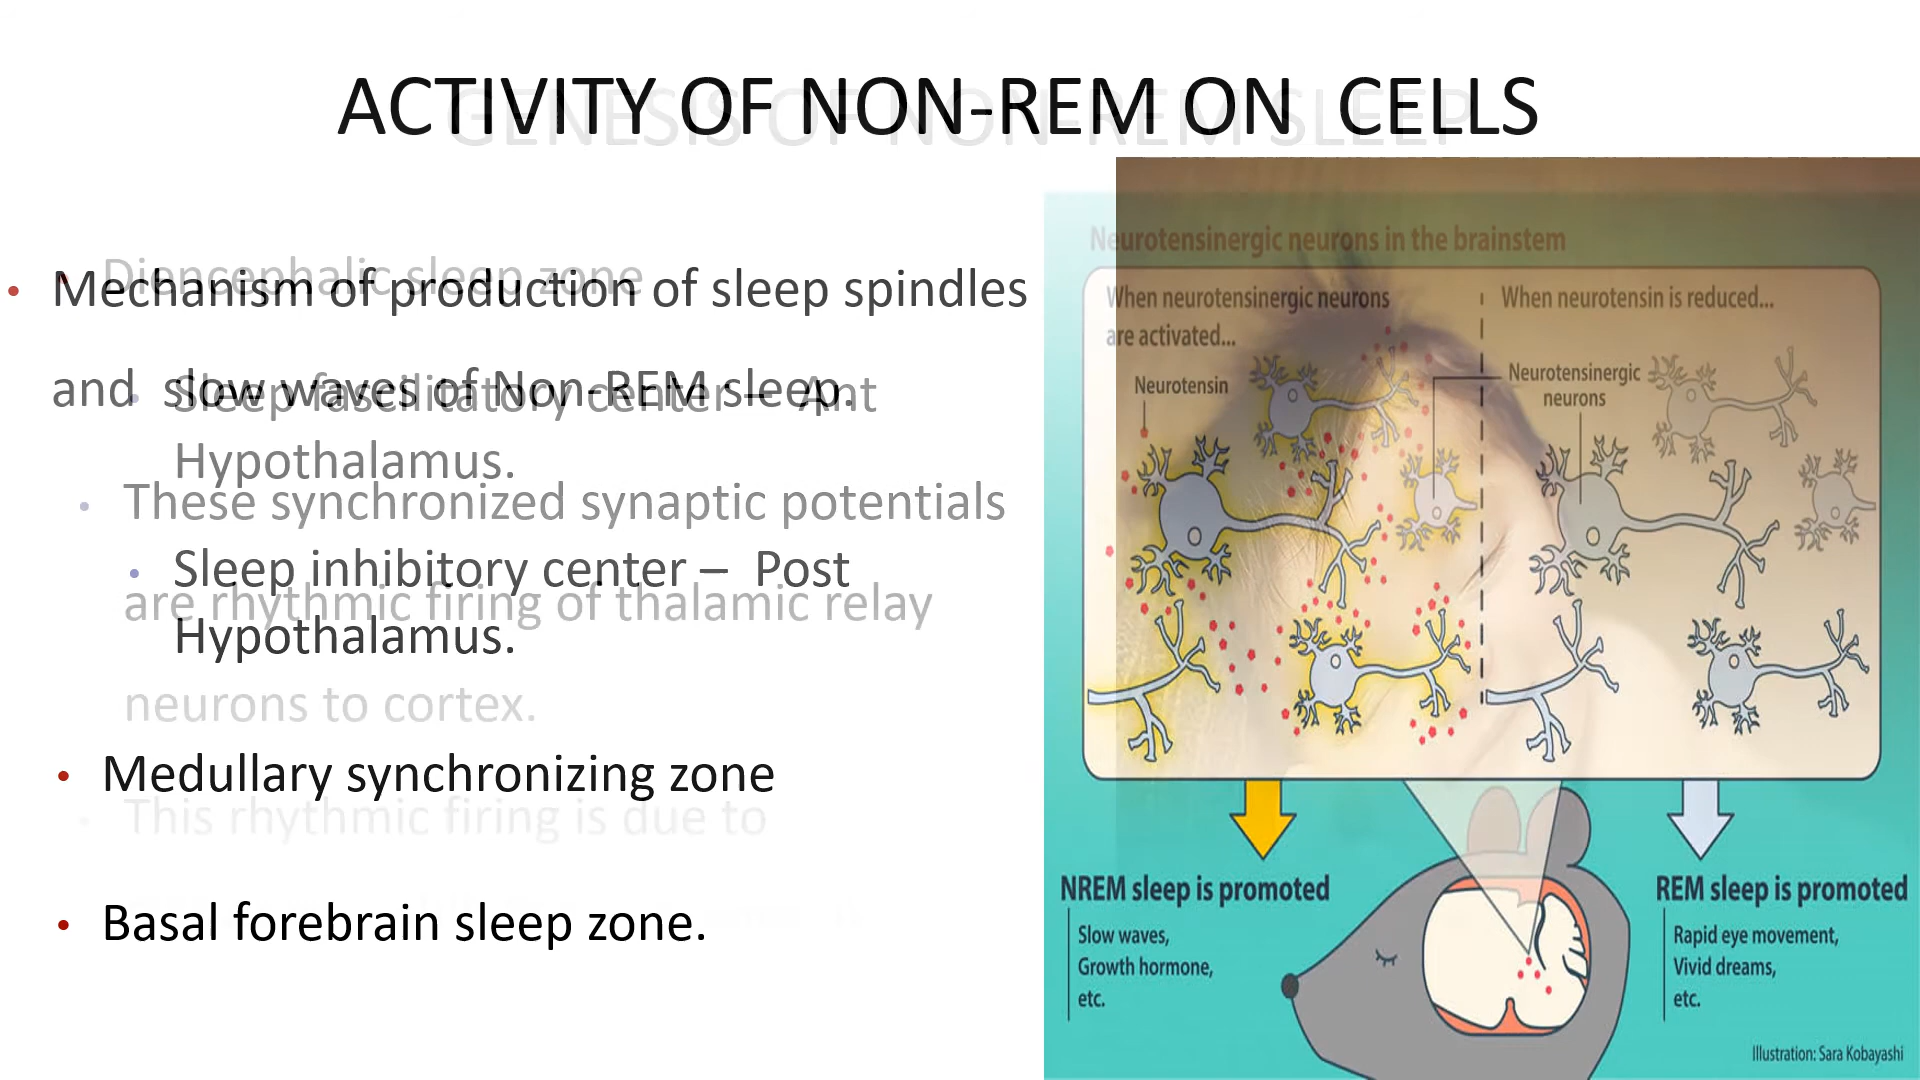 ACTIVITY OF NON-REM ON CELLS
GENESIS OF NON-REM SLEEP
• Diencephalic sleep zone
• Sleep fascilitatory center – Ant
Hypothalamus.
• Sleep inhibitory center – Post
Hypothalamus.
• Medullary synchronizing zone
• Basal forebrain sleep zone.
• Mechanism of production of sleep spindles
and slow waves of Non-REM sleep.
• These synchronized synaptic potentials
are rhythmic firing of thalamic relay
neurons to cortex.
• This rhythmic firing is due to
Neurotensinergic neurons in the brainstem
When neurotensinergic neurons
are activated...
Neurotensin
When neurotensin is reduced...
Neurotensinergic
neurons
NREM sleep is promoted
Slow waves,
Growth hormone,
etc.
REM sleep is promoted
Rapid eye movement,
Vivid dreams,
etc.
Illustration: Sara Kobayashi